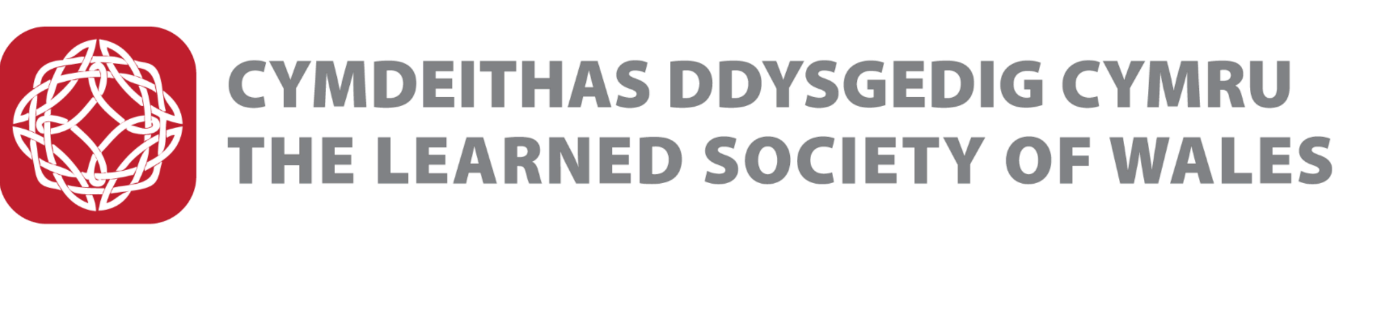 CYMDEITHAS DDYSGEDIG CYMRU
THE LEARNED SOCIETY OF WALES